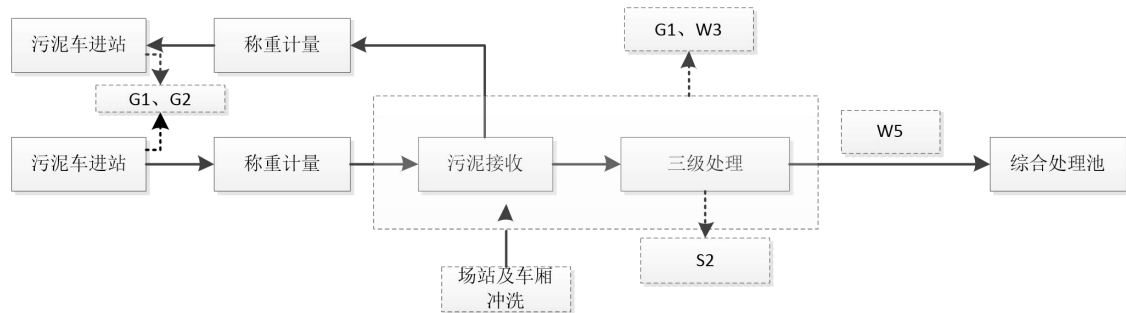 污泥车进站
称重计量
G1、W3
G1、G2
污泥车进站
称重计量
污泥接收
三级处理
W5
综合处理池
场站及车厢
冲洗
S2